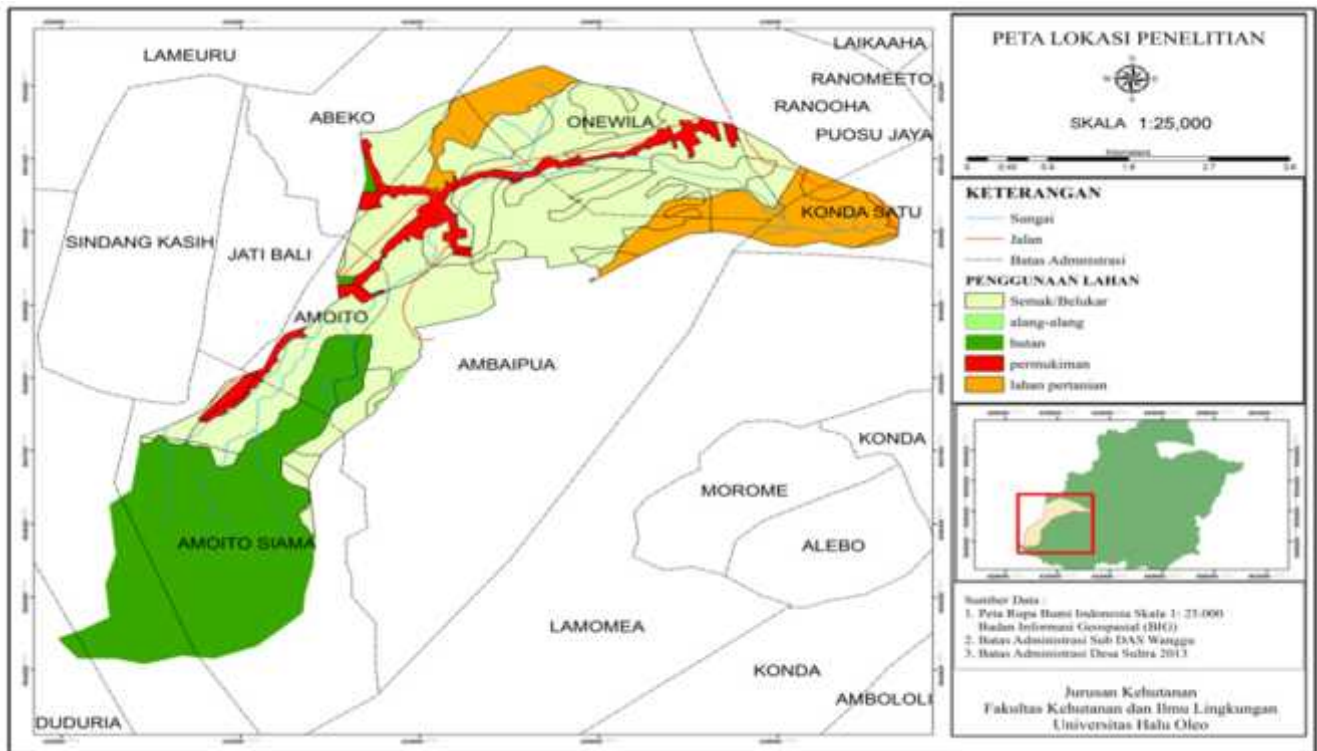 LAMEURU
LAIKAAHA
RANOMEETO
ABEKO
ONEWILA
RANOOHA
PUOSU JAYA
KONDA SATU
SINDANG KASIH
JATI BALI
AMOITO
AMBAIPUA
KONDA
MOROME
AMOITO SIAMA
ALEBO
LAMOMEA
KONDA
AMBOLOLI
DUDURIA
PETA LOKASI PENELITIAN
SKALA 1:25,000
Kilometers
KETERANGAN
Sungai
Jalan
Batas Administrasi
PENGGUNAAN LAHAN
Semak/Belukar
alang-alang
hutan
permukiman
lahan pertanian
Sumber Data :
1. Peta Rupa Bumi Indonesia Skala 1: 25.000
Badan Informasi Geospasial (BIG)
2. Batas Administrasi Sub DAS Wanggu
3. Batas Administrasi Desa Sultra 2013
Jurusan Kehutanan
Fakultas Kehutanan dan Ilmu Lingkungan
Universitas Halu Oleo